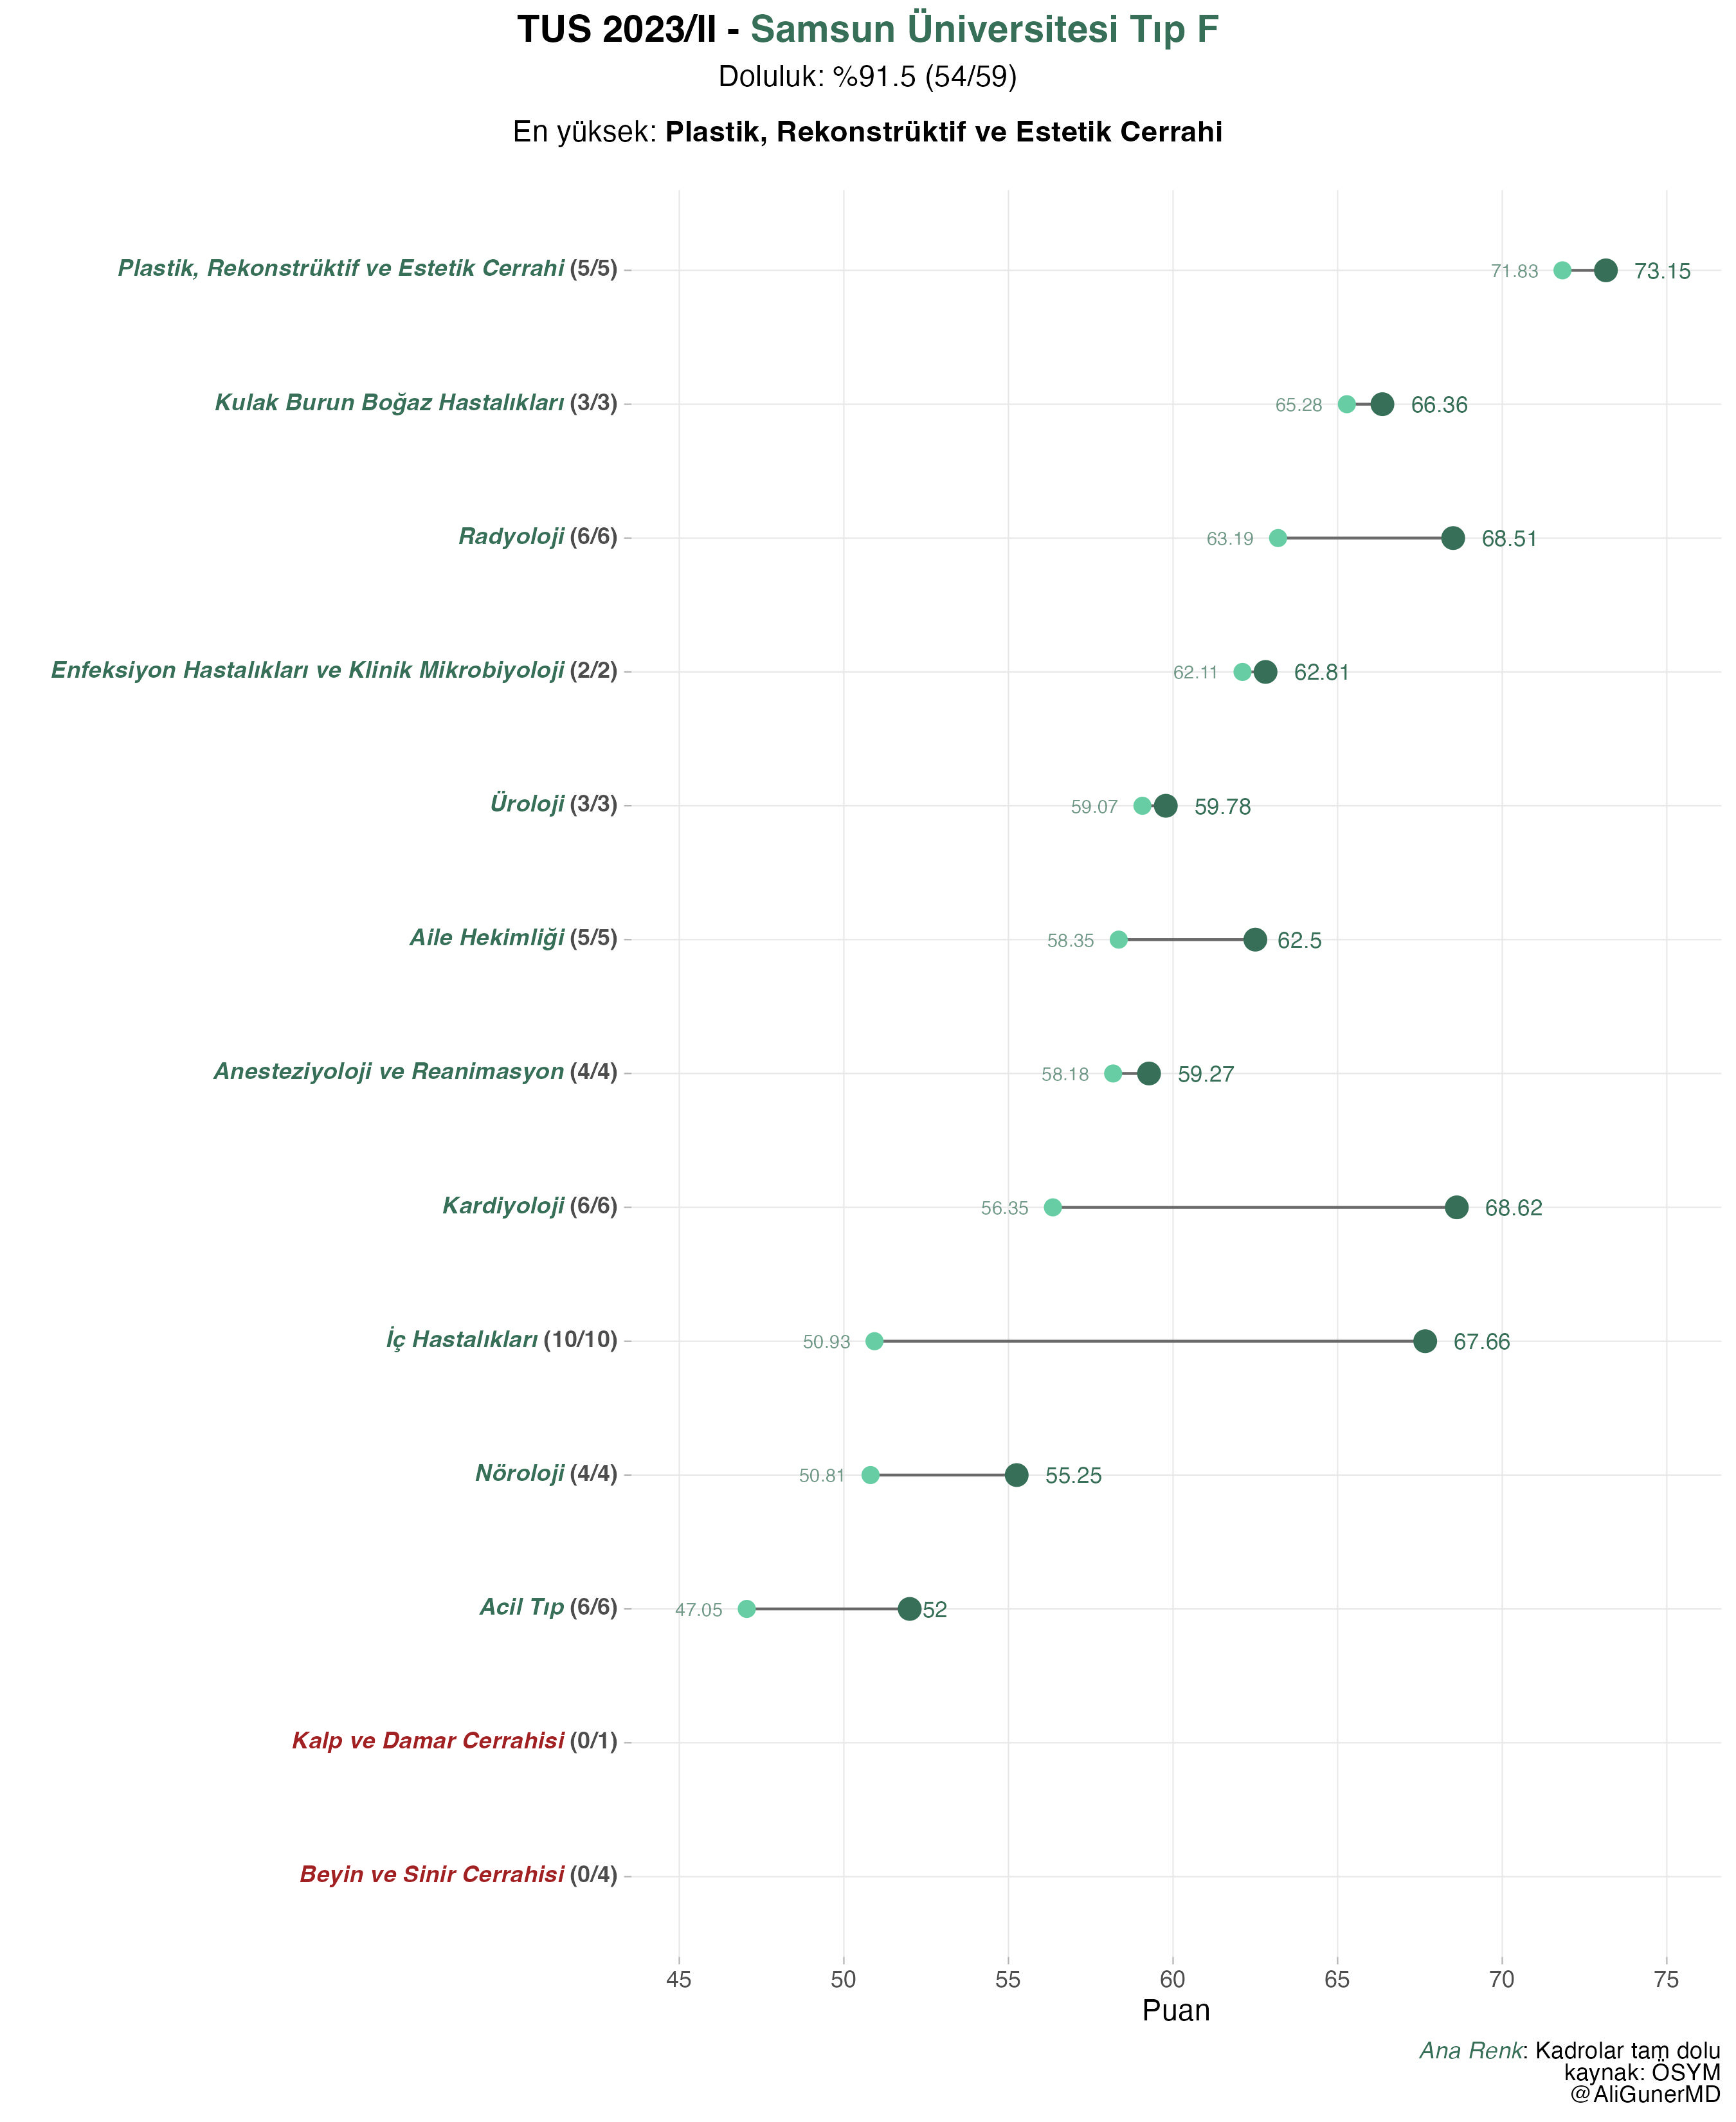 TUS 2023/II - Samsun Üniversitesi Tıp F
Doluluk: %91.5 (54/59)
En yüksek: Plastik, Rekonstrüktif ve Estetik Cerrahi
Plastik, Rekonstrüktif ve Estetik Cerrahi (5/5) 71.83 73.15
Kulak Burun Boğaz Hastalıkları (3/3) 65.28 66.36
Radyoloji (6/6) 63.19 68.51
Enfeksiyon Hastalıkları ve Klinik Mikrobiyoloji (2/2) 62.11 62.81
Üroloji (3/3) 59.07 59.78
Aile Hekimliği (5/5) 58.35 62.5
Anesteziyoloji ve Reanimasyon (4/4) 58.18 59.27
Kardiyoloji (6/6) 56.35 68.62
İç Hastalıkları (10/10) 50.93 67.66
Nöroloji (4/4) 50.81 55.25
Acil Tıp (6/6) 47.05 52
Kalp ve Damar Cerrahisi (0/1)
Beyin ve Sinir Cerrahisi (0/4)
45 50 55 60 65 70 75
Puan
Ana Renk: Kadrolar tam dolu
kaynak: ÖSYM
@AliGunerMD